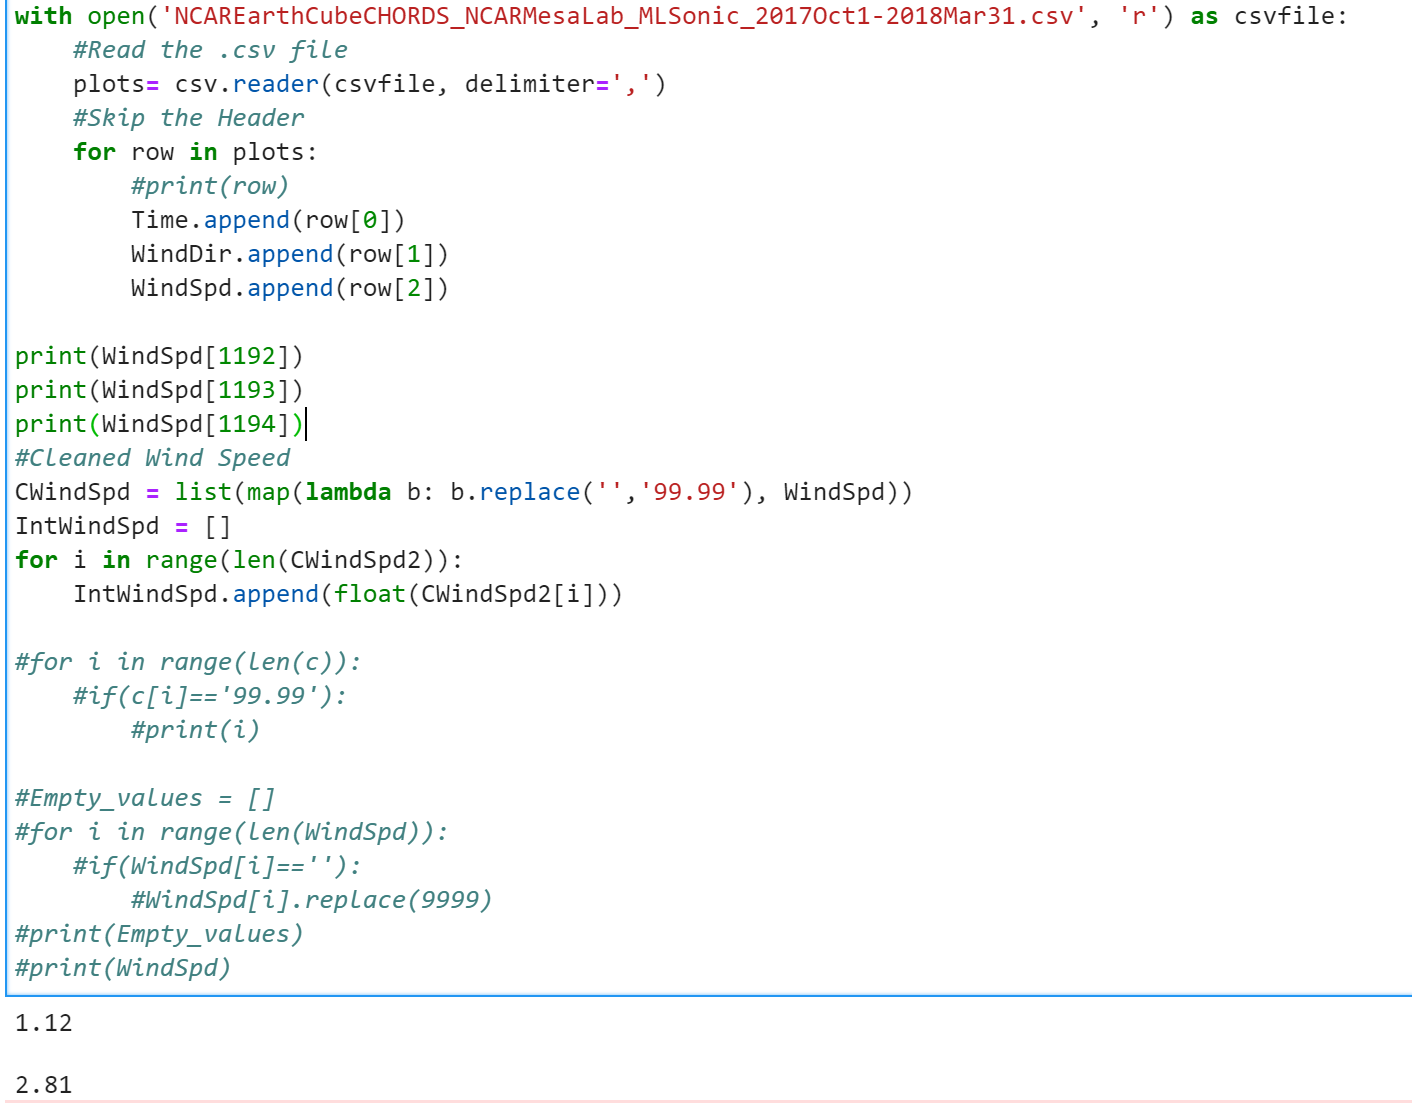 with open('NCAREarthCubeCHORDS_NCARMesaLab_MLSonic_2017Oct1-2018Mar31.csv', 'r') as csvfile:
    #Read the .csv file
    plots= csv.reader(csvfile, delimiter=',')
    #Skip the Header
    for row in plots:
        #print(row)
        Time.append(row[0])
        WindDir.append(row[1])
        WindSpd.append(row[2])

print(WindSpd[1192])
print(WindSpd[1193])
print(WindSpd[1194])
#Cleaned Wind Speed
CWindSpd = list(map(lambda b: b.replace('','99.99'), WindSpd))
IntWindSpd = []
for i in range(len(CWindSpd2)):
    IntWindSpd.append(float(CWindSpd2[i]))

#for i in range(len(c)):
    #if(c[i]=='99.99'):
        #print(i)

#Empty_values = []
#for i in range(len(WindSpd)):
    #if(WindSpd[i]==''):
        #WindSpd[i].replace(9999)
#print(Empty_values)
#print(WindSpd)
1.12

2.81